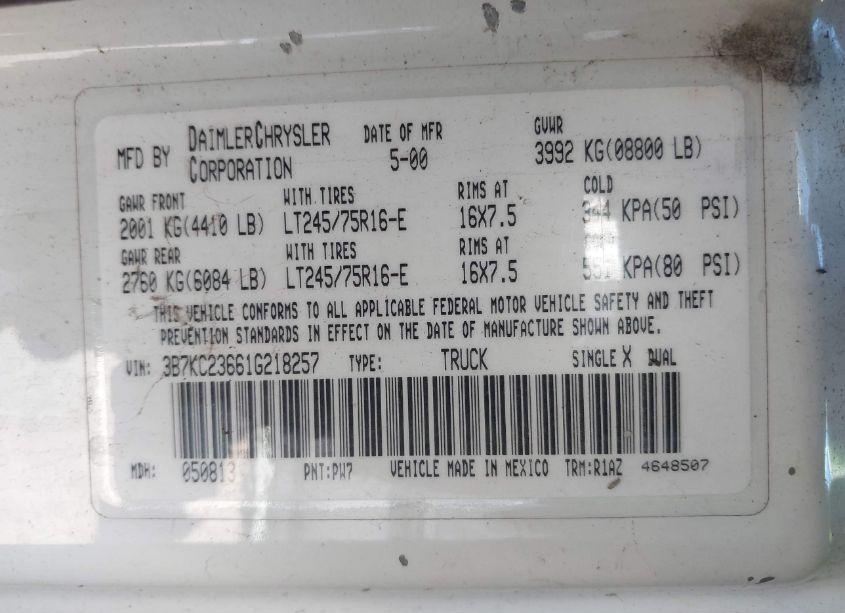 MFD BY DAIMLERCHRYSLER CORPORATION DATE OF MFR 5-00 GVWR 3992 KG(08800 LB)
GAWR FRONT WITH TIRES RIMS AT COLD
2001 KG(4410 LB) LT245/75R16-E 16X7.5 344 KPA(50 PSI)
GAWR REAR WITH TIRES RIMS AT
2760 KG(6084 LB) LT245/75R16-E 16X7.5 551 KPA(80 PSI)
THIS VEHICLE CONFORMS TO ALL APPLICABLE FEDERAL MOTOR VEHICLE SAFETY AND THEFT
PREVENTION STANDARDS IN EFFECT ON THE DATE OF MANUFACTURE SHOWN ABOVE.
VIN: 3B7KC23661G218257 TYPE: TRUCK SINGLE X DUAL
MDH: 050813 PNT:PW7 VEHICLE MADE IN MEXICO TRM:R1AZ 4648507